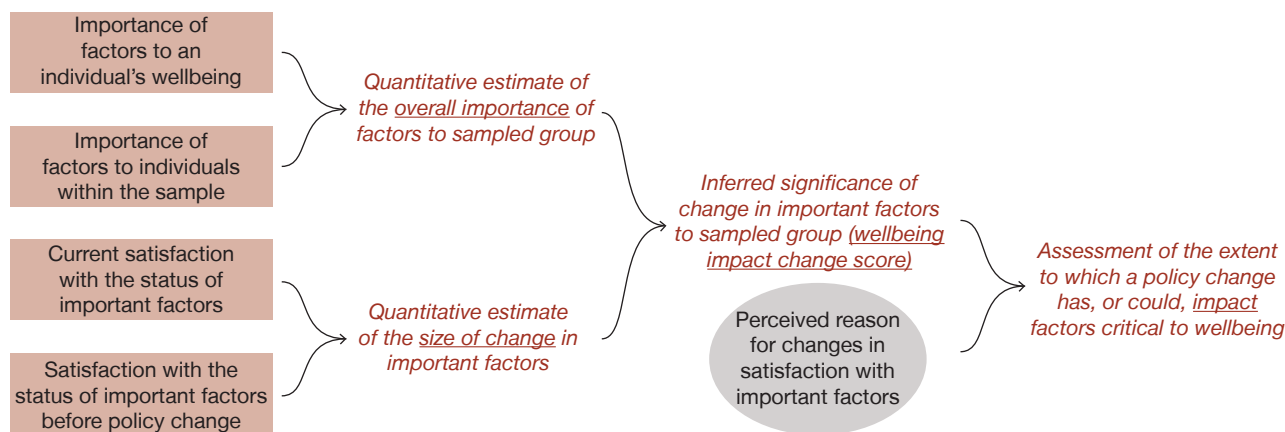 Importance of
factors to an
individual's wellbeing
Importance of
factors to individuals
within the sample
Current satisfaction
with the status of
important factors
Satisfaction with the
status of important factors
before policy change
Quantitative estimate of
the overall importance of
factors to sampled group
Quantitative estimate
of the size of change in
important factors
Inferred significance of
change in important factors
to sampled group (wellbeing
impact change score)
Perceived reason
for changes in
satisfaction with
important factors
Assessment of the extent
to which a policy change
has, or could, impact
factors critical to wellbeing